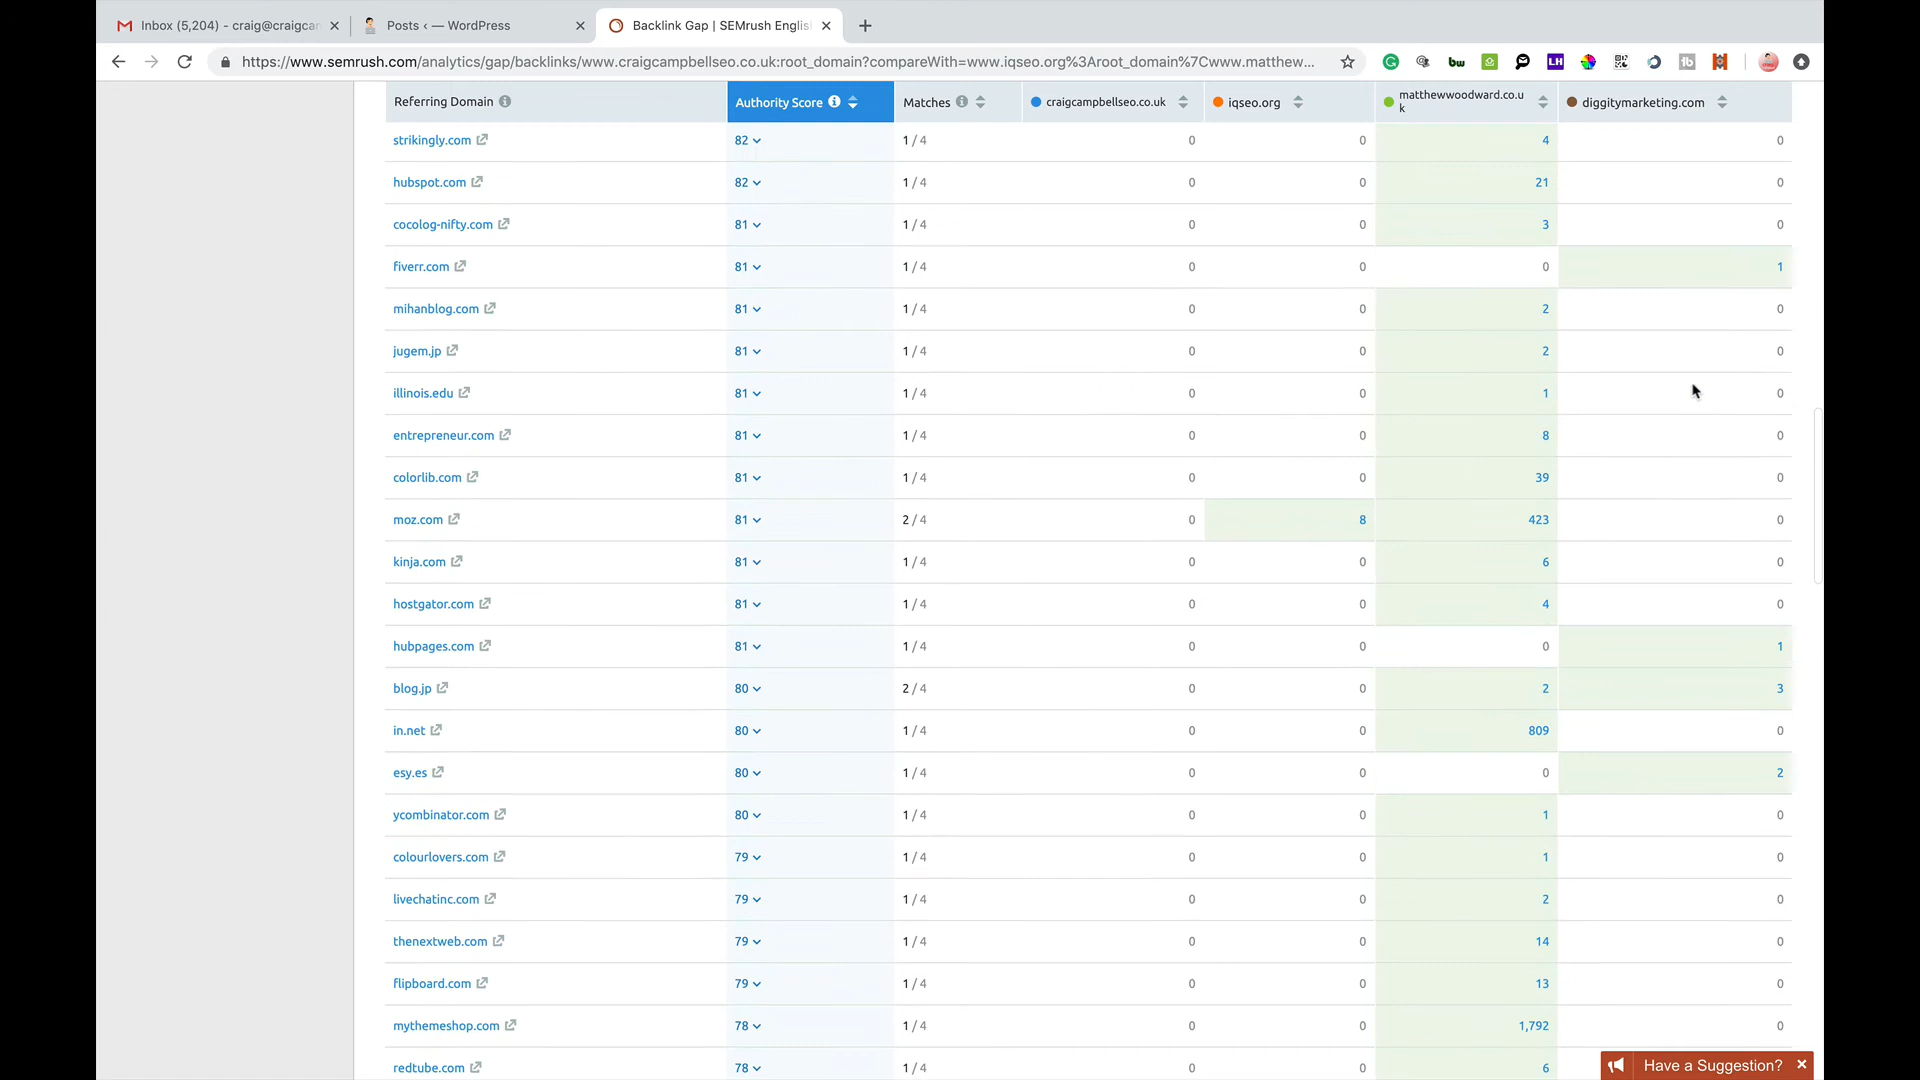 Inbox (5,204) - craig@craigcar
Posts ‹ — WordPress
Backlink Gap | SEMrush Englis
https://www.semrush.com/analytics/gap/backlinks/www.craigcampbellseo.co.uk:root_domain?compareWith=www.iqseo.org%3Aroot_domain%7Cwww.matthew...
bw
LH
tb
Referring Domain Authority Score Matches craigcampbellseo.co.uk iqseo.org matthewwoodward.co.u
k diggitymarketing.com
strikingly.com 82 1 / 4 0 0 4 0
hubspot.com 82 1 / 4 0 0 21 0
cocolog-nifty.com 81 1 / 4 0 0 3 0
fiverr.com 81 1 / 4 0 0 0 1
mihanblog.com 81 1 / 4 0 0 2 0
jugem.jp 81 1 / 4 0 0 2 0
illinois.edu 81 1 / 4 0 0 1 0
entrepreneur.com 81 1 / 4 0 0 8 0
colorlib.com 81 1 / 4 0 0 39 0
moz.com 81 2 / 4 0 8 423 0
kinja.com 81 1 / 4 0 0 6 0
hostgator.com 81 1 / 4 0 0 4 0
hubpages.com 81 1 / 4 0 0 0 1
blog.jp 80 2 / 4 0 0 2 3
in.net 80 1 / 4 0 0 809 0
esy.es 80 1 / 4 0 0 0 2
ycombinator.com 80 1 / 4 0 0 1 0
colourlovers.com 79 1 / 4 0 0 1 0
livechatinc.com 79 1 / 4 0 0 2 0
thenextweb.com 79 1 / 4 0 0 14 0
flipboard.com 79 1 / 4 0 0 13 0
mythemeshop.com 78 1 / 4 0 0 1,792 0
redtube.com 78 1 / 4 0 0 6
Have a Suggestion?